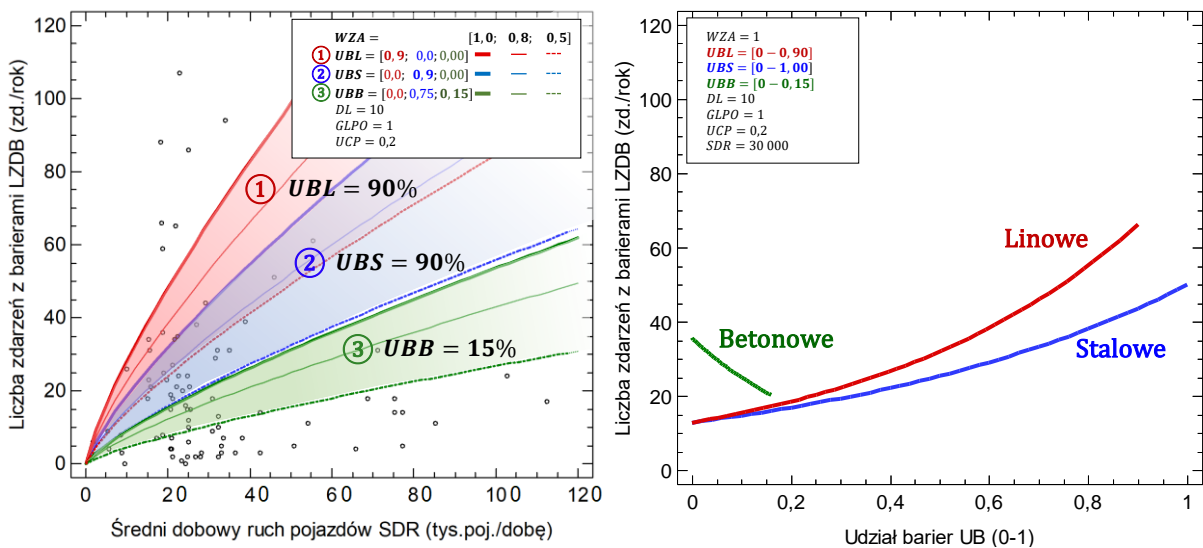 Liczba zdarzeń z barierami LZDB (zd./rok)
120
100
80
60
40
20
0
WZA = [1,0; 0,8; 0,5]
1 UBL = [0,9; 0,0; 0,00]
2 UBS = [0,0; 0,9; 0,00]
3 UBB = [0,0; 0,75; 0,15]
DL = 10
GLPO = 1
UCP = 0,2
1 UBL = 90%
2 UBS = 90%
3 UBB = 15%
0 20 40 60 80 100 120
Średni dobowy ruch pojazdów SDR (tys.poj./dobę)
Liczba zdarzeń z barierami LZDB (zd./rok)
120
100
80
60
40
20
0
WZA = 1
UBL = [0 − 0,90]
UBS = [0 − 1,00]
UBB = [0 − 0,15]
DL = 10
GLPO = 1
UCP = 0,2
SDR = 30 000
Linowe
Betonowe
Stalowe
0 0,2 0,4 0,6 0,8 1
Udział barier UB (0-1)